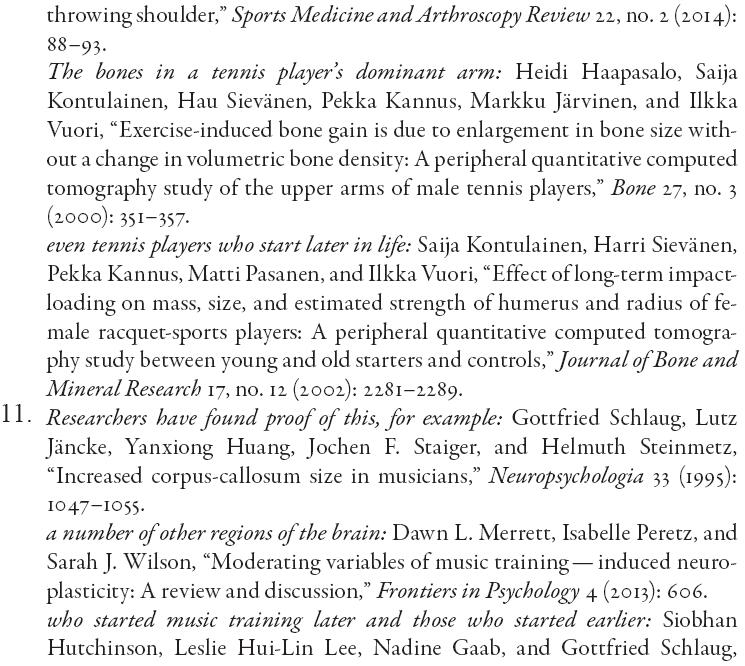 throwing shoulder,” Sports Medicine and Arthroscopy Review 22, no. 2 (2014):
88–93.
The bones in a tennis player’s dominant arm: Heidi Haapasalo, Saija
Kontulainen, Hau Sievänen, Pekka Kannus, Markku Järvinen, and Ilkka
Vuori, “Exercise-induced bone gain is due to enlargement in bone size with-
out a change in volumetric bone density: A peripheral quantitative computed
tomography study of the upper arms of male tennis players,” Bone 27, no. 3
(2000): 351–357.
even tennis players who start later in life: Saija Kontulainen, Harri Sievänen,
Pekka Kannus, Matti Pasanen, and Ilkka Vuori, “Effect of long-term impact-
loading on mass, size, and estimated strength of humerus and radius of fe-
male racquet-sports players: A peripheral quantitative computed tomogra-
phy study between young and old starters and controls,” Journal of Bone and
Mineral Research 17, no. 12 (2002): 2281–2289.
11. Researchers have found proof of this, for example: Gottfried Schlaug, Lutz
Jäncke, Yanxiong Huang, Jochen F. Staiger, and Helmuth Steinmetz,
“Increased corpus-callosum size in musicians,” Neuropsychologia 33 (1995):
1047–1055.
a number of other regions of the brain: Dawn L. Merrett, Isabelle Peretz, and
Sarah J. Wilson, “Moderating variables of music training—induced neuro-
plasticity: A review and discussion,” Frontiers in Psychology 4 (2013): 606.
who started music training later and those who started earlier: Siobhan
Hutchinson, Leslie Hui-Lin Lee, Nadine Gaab, and Gottfried Schlaug,